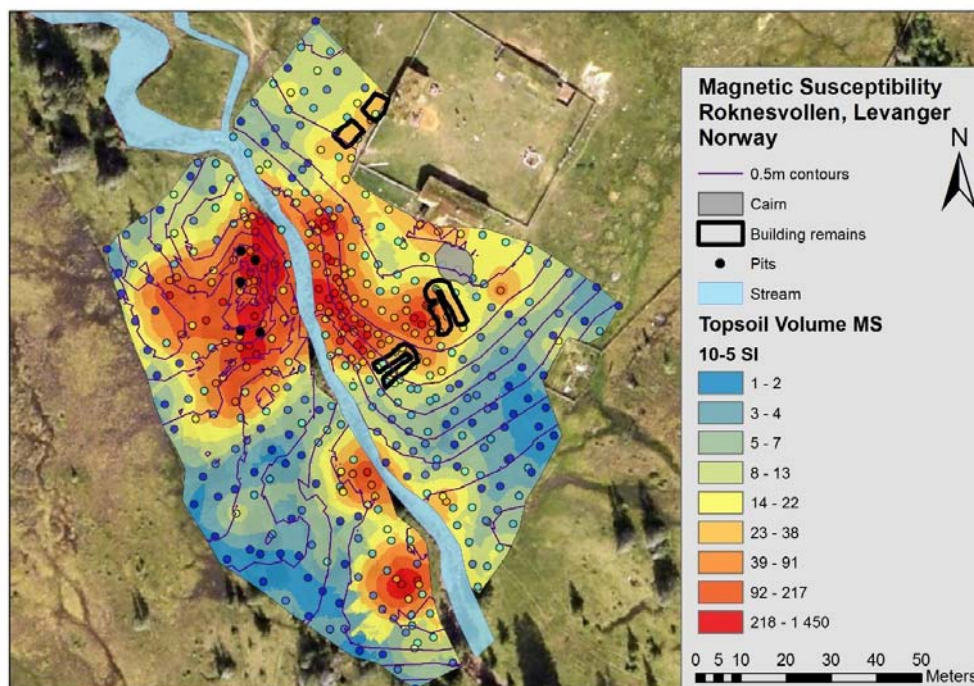 Magnetic Susceptibility
Roknesvollen, Levanger
Norway
N
0.5m contours
Cairn
Building remains
Pits
Stream
Topsoil Volume MS
10-5 SI
1 - 2
3 - 4
5 - 7
8 - 13
14 - 22
23 - 38
39 - 91
92 - 217
218 - 1 450
0 5 10 20 30 40 50
Meters